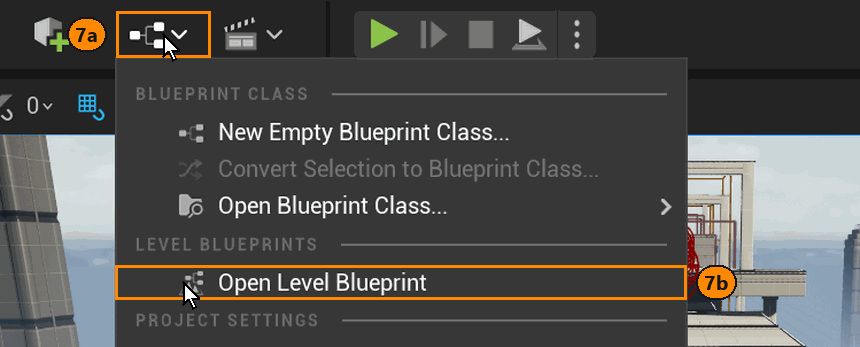 7a
0
BLUEPRINT CLASS
New Empty Blueprint Class...
Convert Selection to Blueprint Class...
Open Blueprint Class...
LEVEL BLUEPRINTS
Open Level Blueprint
7b
PROJECT SETTINGS